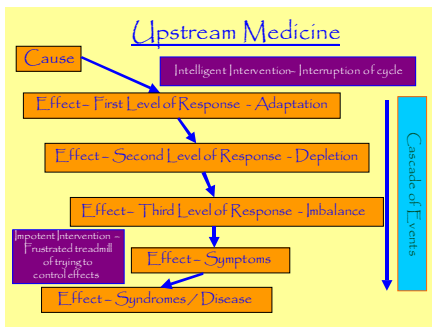 Upstream Medicine
Cause
Intelligent Intervention- Interruption of cycle
Effect – First Level of Response - Adaptation
Effect – Second Level of Response - Depletion
Effect – Third Level of Response - Imbalance
Cascade of Events
Impotent Intervention –
Frustrated treadmill
of trying to
control effects
Effect – Symptoms
Effect – Syndromes / Disease